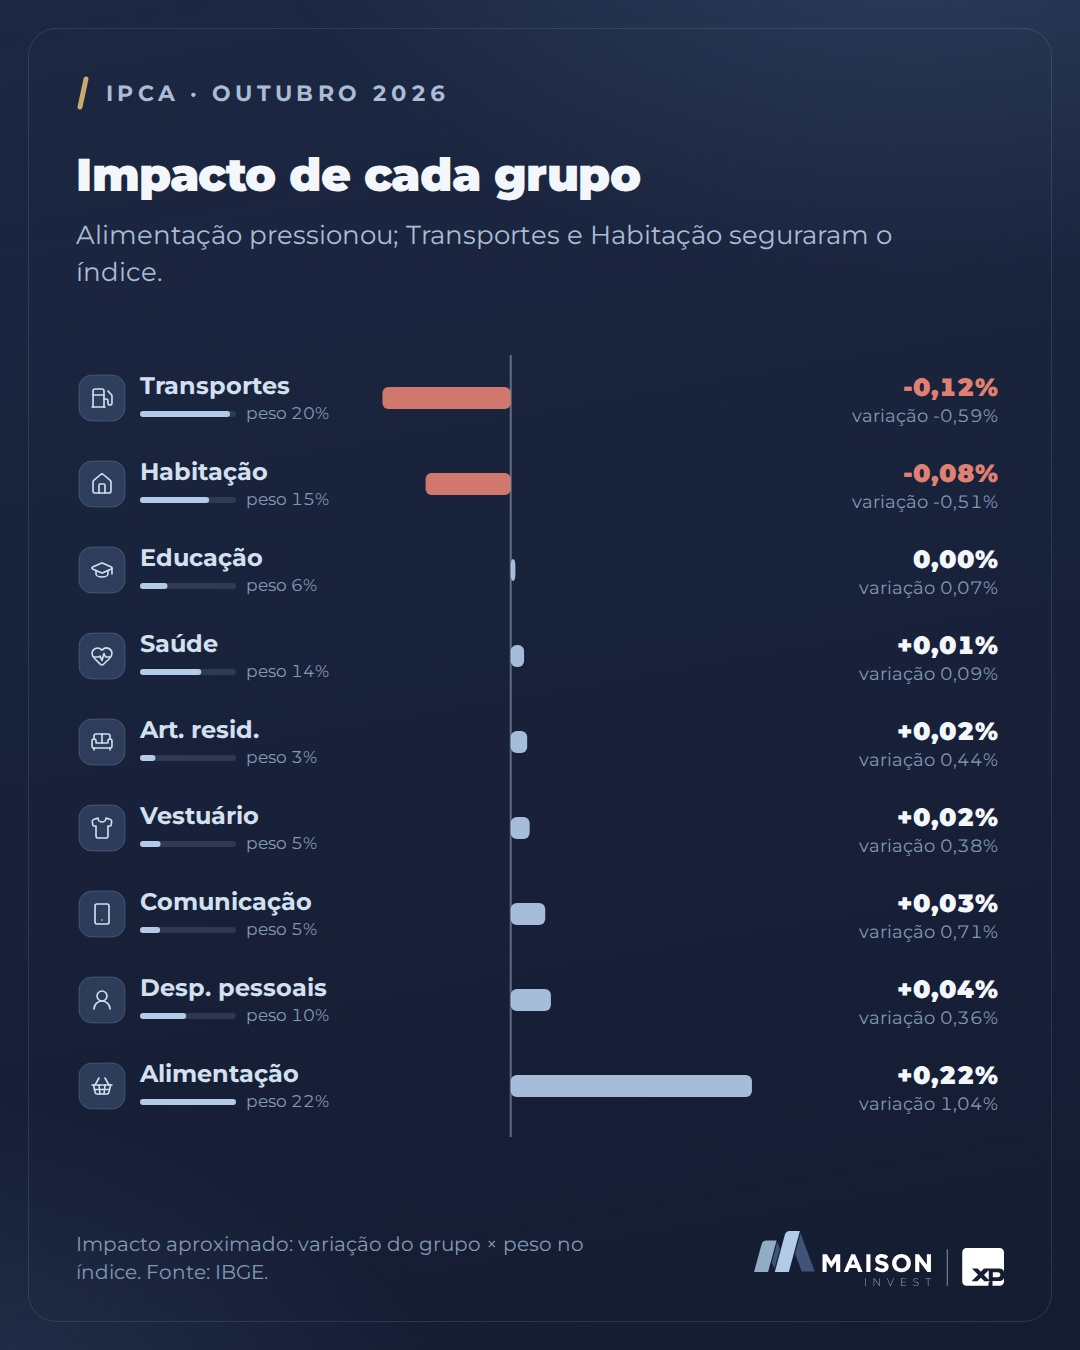 IPCA · OUTUBRO 2026
Impacto de cada grupo
Alimentação pressionou; Transportes e Habitação seguraram o
índice.
Transportes
peso 20%
-0,12%
variação -0,59%
Habitação
peso 15%
-0,08%
variação -0,51%
Educação
peso 6%
0,00%
variação 0,07%
Saúde
peso 14%
+0,01%
variação 0,09%
Art. resid.
peso 3%
+0,02%
variação 0,44%
Vestuário
peso 5%
+0,02%
variação 0,38%
Comunicação
peso 5%
+0,03%
variação 0,71%
Desp. pessoais
peso 10%
+0,04%
variação 0,36%
Alimentação
peso 22%
+0,22%
variação 1,04%
Impacto aproximado: variação do grupo × peso no
índice. Fonte: IBGE.
MAISON
INVEST
xp